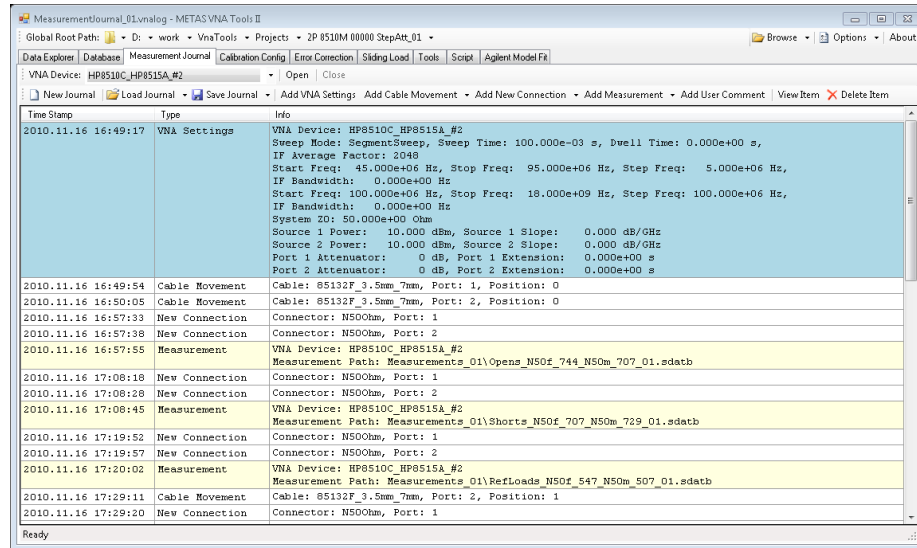 MeasurementJournal_01.vnalog - METAS VNA Tools II
Global Root Path: D: work VnaTools Projects 2P 8510M 00000 StepAtt_01 Browse Options About
Data Explorer Database Measurement Journal Calibration Config Error Correction Sliding Load Tools Script Agilent Model Fit
VNA Device: HP8510C_HP8515A_#2 Open Close
New Journal Load Journal Save Journal Add VNA Settings Add Cable Movement Add New Connection Add Measurement Add User Comment View Item Delete Item
Time Stamp Type Info
2010.11.16 16:49:17 VNA Settings VNA Device: HP8510C_HP8515A_#2
Sweep Mode: SegmentSweep, Sweep Time: 100.000e-03 s, Dwell Time: 0.000e+00 s,
IF Average Factor: 2048
Start Freq: 45.000e+06 Hz, Stop Freq: 95.000e+06 Hz, Step Freq: 5.000e+06 Hz,
IF Bandwidth: 0.000e+00 Hz
Start Freq: 100.000e+06 Hz, Stop Freq: 18.000e+09 Hz, Step Freq: 100.000e+06 Hz,
IF Bandwidth: 0.000e+00 Hz
System Z0: 50.000e+00 Ohm
Source 1 Power: 10.000 dBm, Source 1 Slope: 0.000 dB/GHz
Source 2 Power: 10.000 dBm, Source 2 Slope: 0.000 dB/GHz
Port 1 Attenuator: 0 dB, Port 1 Extension: 0.000e+00 s
Port 2 Attenuator: 0 dB, Port 2 Extension: 0.000e+00 s
2010.11.16 16:49:54 Cable Movement Cable: 85132F_3.5mm_7mm, Port: 1, Position: 0
2010.11.16 16:50:05 Cable Movement Cable: 85132F_3.5mm_7mm, Port: 2, Position: 0
2010.11.16 16:57:33 New Connection Connector: N50Ohm, Port: 1
2010.11.16 16:57:38 New Connection Connector: N50Ohm, Port: 2
2010.11.16 16:57:55 Measurement VNA Device: HP8510C_HP8515A_#2
Measurement Path: Measurements_01\Opens_N50f_744_N50m_707_01.sdatb
2010.11.16 17:08:18 New Connection Connector: N50Ohm, Port: 1
2010.11.16 17:08:28 New Connection Connector: N50Ohm, Port: 2
2010.11.16 17:08:45 Measurement VNA Device: HP8510C_HP8515A_#2
Measurement Path: Measurements_01\Shorts_N50f_707_N50m_729_01.sdatb
2010.11.16 17:19:52 New Connection Connector: N50Ohm, Port: 1
2010.11.16 17:19:57 New Connection Connector: N50Ohm, Port: 2
2010.11.16 17:20:02 Measurement VNA Device: HP8510C_HP8515A_#2
Measurement Path: Measurements_01\RefLoads_N50f_547_N50m_507_01.sdatb
2010.11.16 17:29:11 Cable Movement Cable: 85132F_3.5mm_7mm, Port: 2, Position: 1
2010.11.16 17:29:20 New Connection Connector: N50Ohm, Port: 1
Ready